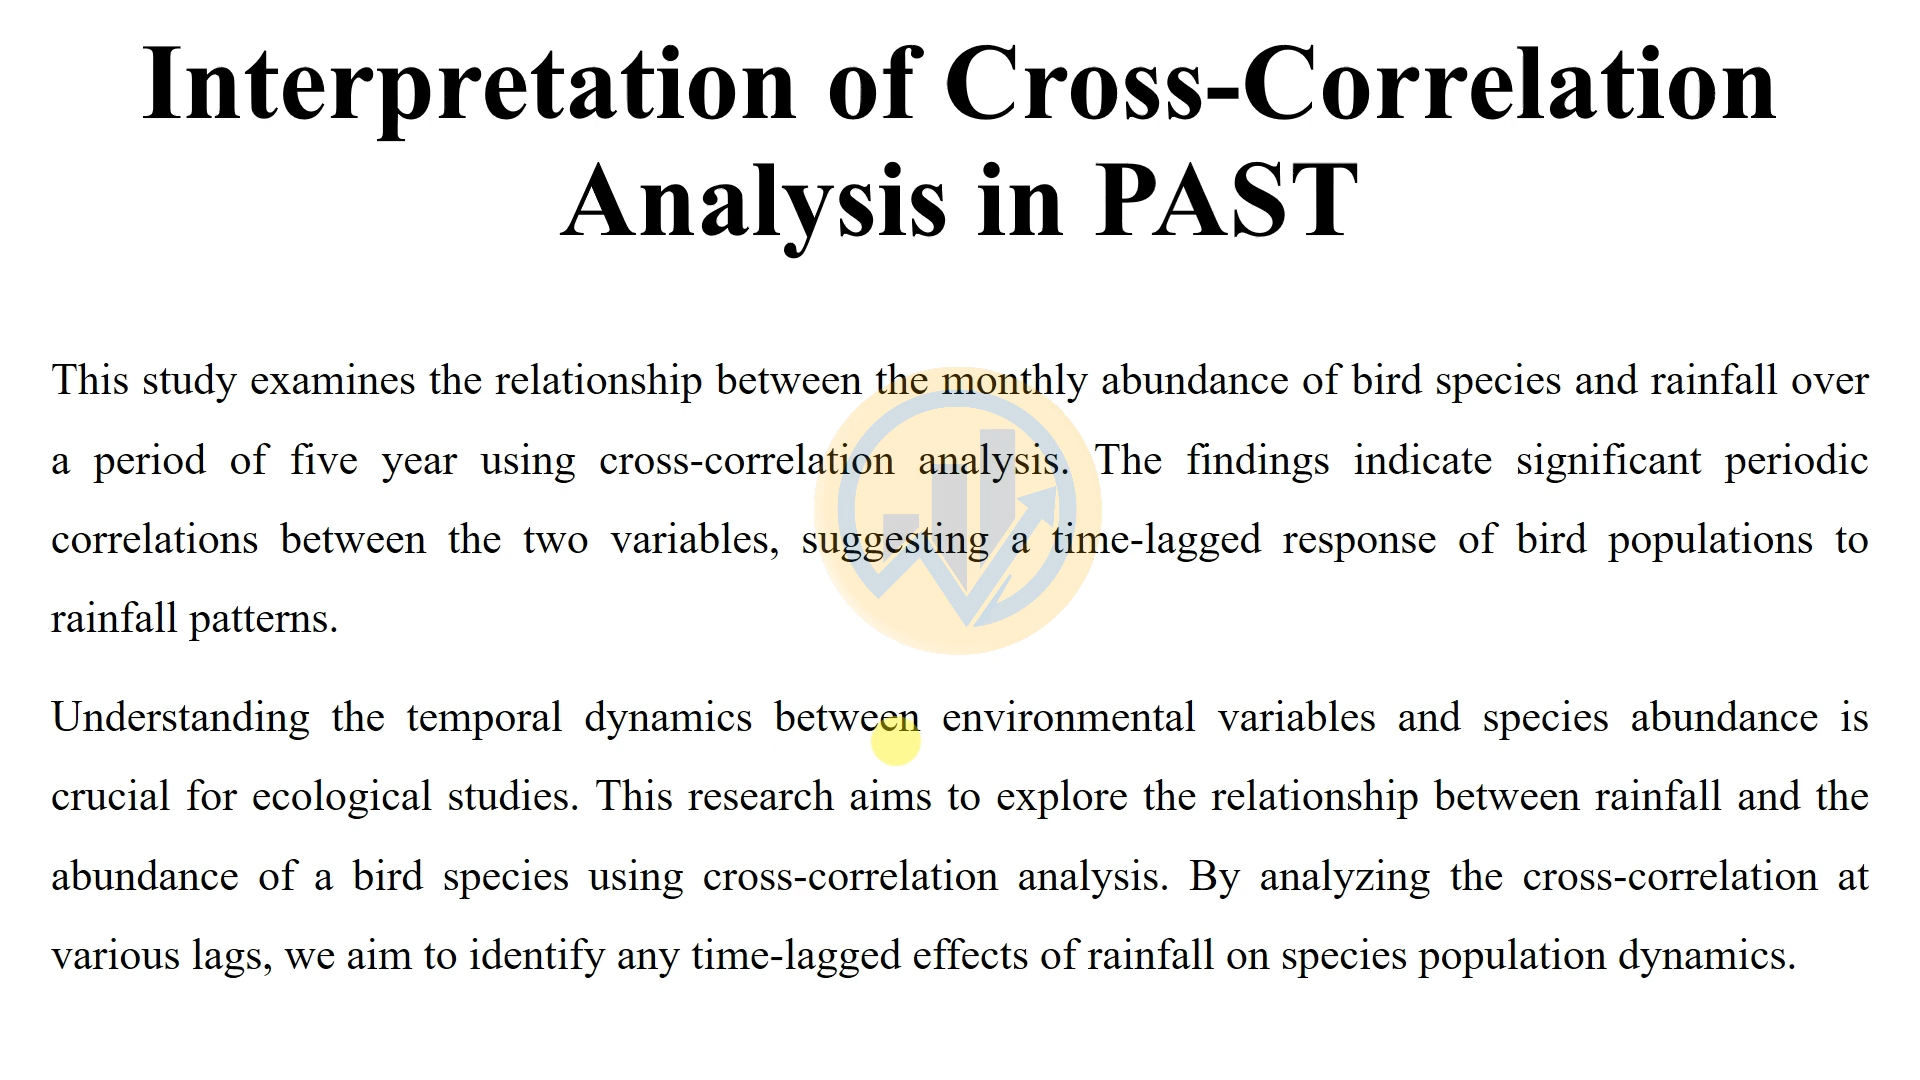 Interpretation of Cross-Correlation
Analysis in PAST
This study examines the relationship between the monthly abundance of bird species and rainfall over
a period of five year using cross-correlation analysis. The findings indicate significant periodic
correlations between the two variables, suggesting a time-lagged response of bird populations to
rainfall patterns.
Understanding the temporal dynamics between environmental variables and species abundance is
crucial for ecological studies. This research aims to explore the relationship between rainfall and the
abundance of a bird species using cross-correlation analysis. By analyzing the cross-correlation at
various lags, we aim to identify any time-lagged effects of rainfall on species population dynamics.